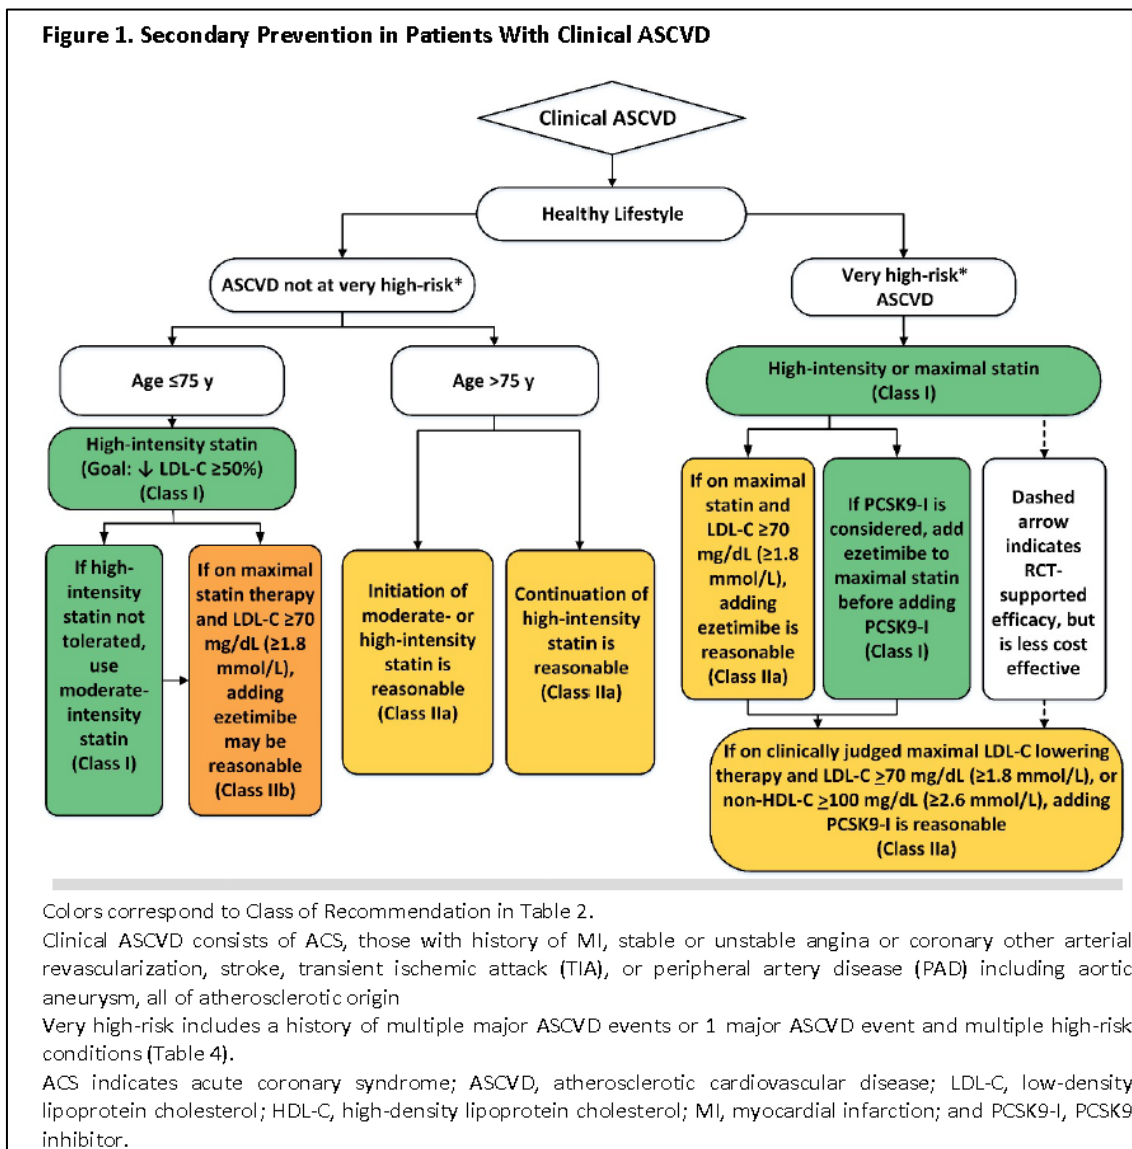 Figure 1. Secondary Prevention in Patients With Clinical ASCVD
Clinical ASCVD
Healthy Lifestyle
ASCVD not at very high-risk*
Very high-risk*
ASCVD
Age ≤75 y
Age >75 y
High-intensity or maximal statin
(Class I)
High-intensity statin
(Goal: ↓ LDL-C ≥50%)
(Class I)
If high-
intensity
statin not
tolerated,
use
moderate-
intensity
statin
(Class I)
If on maximal
statin therapy
and LDL-C ≥70
mg/dL (≥1.8
mmol/L),
adding
ezetimibe
may be
reasonable
(Class IIb)
Initiation of
moderate- or
high-intensity
statin is
reasonable
(Class IIa)
Continuation of
high-intensity
statin is
reasonable
(Class IIa)
If on maximal
statin and
LDL-C ≥70
mg/dL (≥1.8
mmol/L),
adding
ezetimibe is
reasonable
(Class IIa)
If PCSK9-I is
considered, add
ezetimibe to
maximal statin
before adding
PCSK9-I
(Class I)
Dashed
arrow
indicates
RCT-
supported
efficacy, but
is less cost
effective
If on clinically judged maximal LDL-C lowering
therapy and LDL-C ≥70 mg/dL (≥1.8 mmol/L), or
non-HDL-C ≥100 mg/dL (≥2.6 mmol/L), adding
PCSK9-I is reasonable
(Class IIa)
Colors correspond to Class of Recommendation in Table 2.
Clinical ASCVD consists of ACS, those with history of MI, stable or unstable angina or coronary other arterial
revascularization, stroke, transient ischemic attack (TIA), or peripheral artery disease (PAD) including aortic
aneurysm, all of atherosclerotic origin
Very high-risk includes a history of multiple major ASCVD events or 1 major ASCVD event and multiple high-risk
conditions (Table 4).
ACS indicates acute coronary syndrome; ASCVD, atherosclerotic cardiovascular disease; LDL-C, low-density
lipoprotein cholesterol; HDL-C, high-density lipoprotein cholesterol; MI, myocardial infarction; and PCSK9-I, PCSK9
inhibitor.